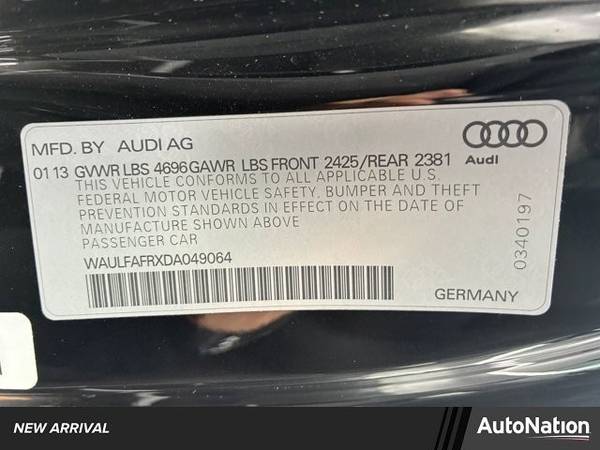 MFD. BY AUDI AG
01 13 GVWR LBS 4696 GAWR LBS FRONT 2425/REAR 2381
THIS VEHICLE CONFORMS TO ALL APPLICABLE U.S.
FEDERAL MOTOR VEHICLE SAFETY, BUMPER AND THEFT
PREVENTION STANDARDS IN EFFECT ON THE DATE OF
MANUFACTURE SHOWN ABOVE
PASSENGER CAR
WAULFAFRXDA049064
Audi
0340197
GERMANY
NEW ARRIVAL
AutoNation